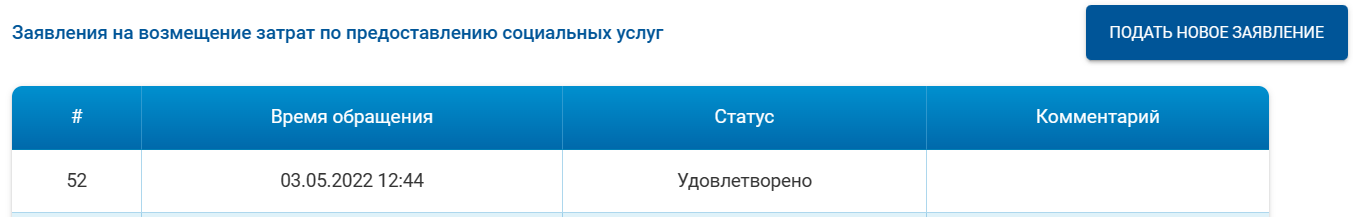 Заявления на возмещение затрат по предоставлению социальных услуг
ПОДАТЬ НОВОЕ ЗАЯВЛЕНИЕ
# Время обращения Статус Комментарий
52 03.05.2022 12:44 Удовлетворено